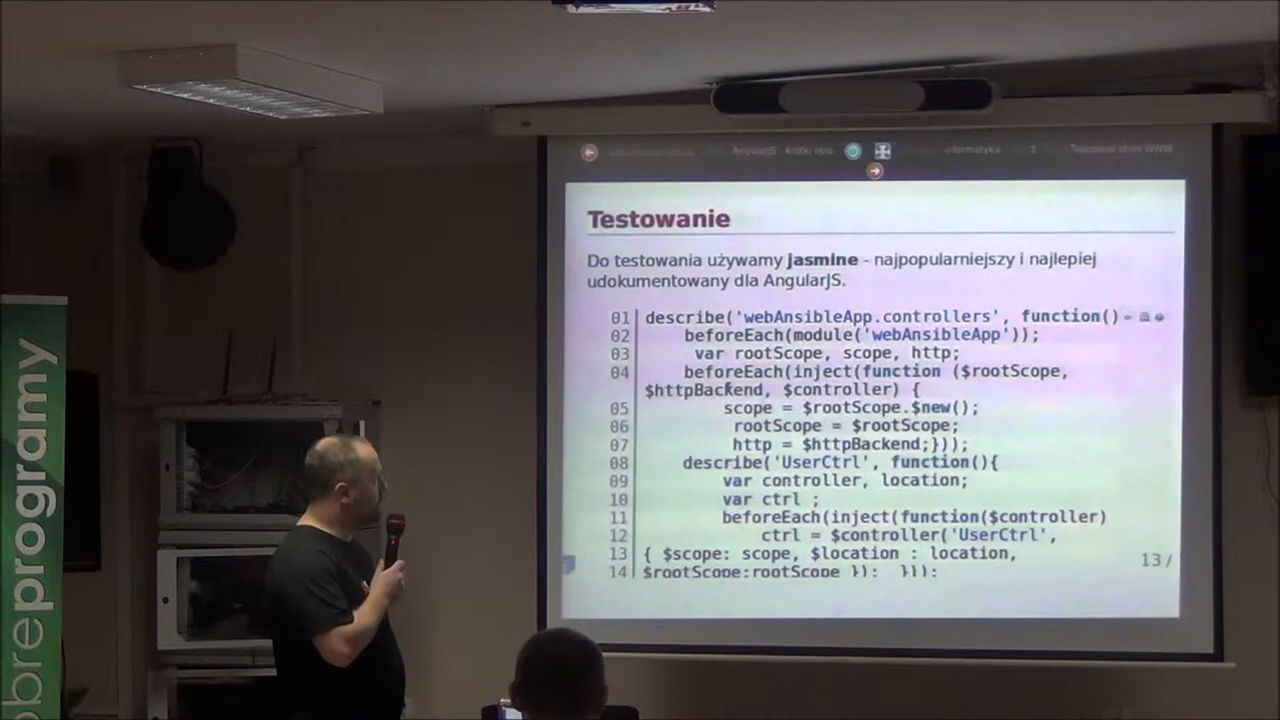 AngularJS - krótki opis
informatyka
Tworzenie stron WWW
Testowanie
Do testowania używamy jasmine - najpopularniejszy i najlepiej
udokumentowany dla AngularJS.
01 describe('webAnsibleApp.controllers', function()
02 beforeEach(module('webAnsibleApp'));
03 var rootScope, scope, http;
04 beforeEach(inject(function ($rootScope,
$httpBackend, $controller) {
05 scope = $rootScope.$new();
06 rootScope = $rootScope;
07 http = $httpBackend;}));
08 describe('UserCtrl', function(){
09 var controller, location;
10 var ctrl ;
11 beforeEach(inject(function($controller)
12 ctrl = $controller('UserCtrl',
13 { $scope: scope, $location : location,
14 $rootScope:rootScope }); }));
13 /
breprogramy